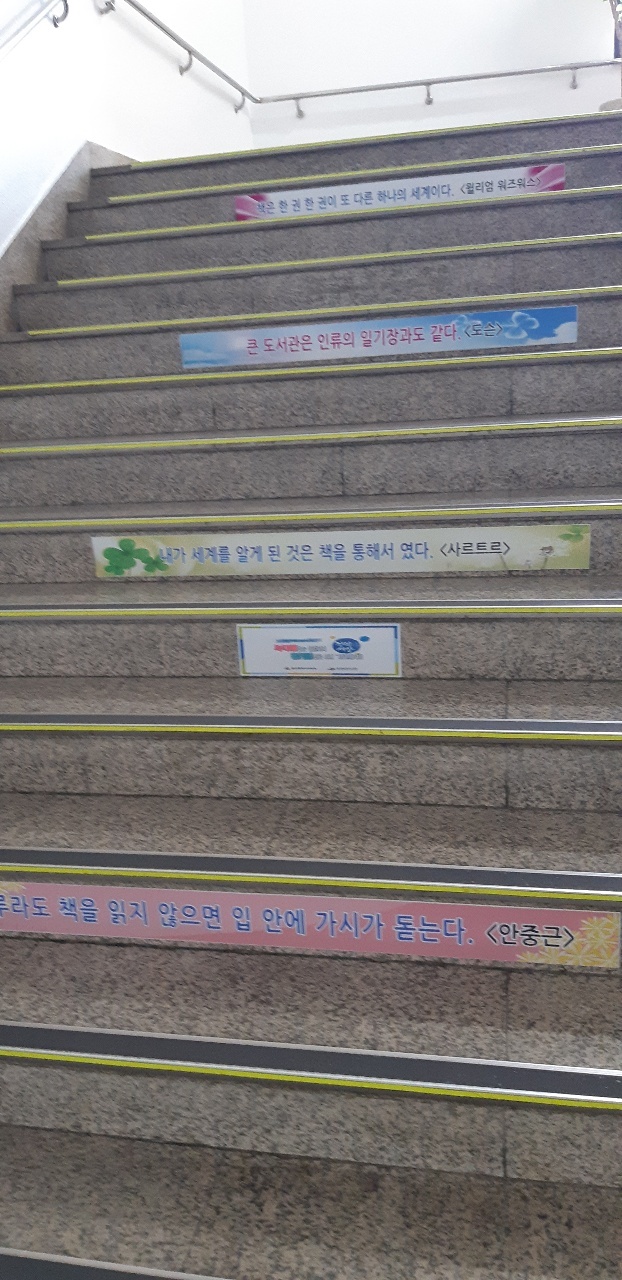 책은 한 권 한 권이 또 다른 하나의 세계이다. <윌리엄 워즈워스>
큰 도서관은 인류의 일기장과도 같다. <도슨>
내가 세계를 알게 된 것은 책을 통해서 였다. <사르트르>
루라도 책을 읽지 않으면 입 안에 가시가 돋는다. <안중근>